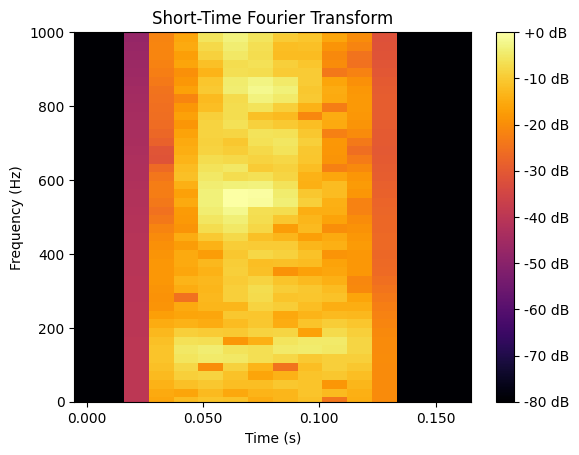 Short-Time Fourier Transform
1000
800
600
400
200
0
Frequency (Hz)
0.000
0.050
0.100
0.150
Time (s)
+0 dB
-10 dB
-20 dB
-30 dB
-40 dB
-50 dB
-60 dB
-70 dB
-80 dB